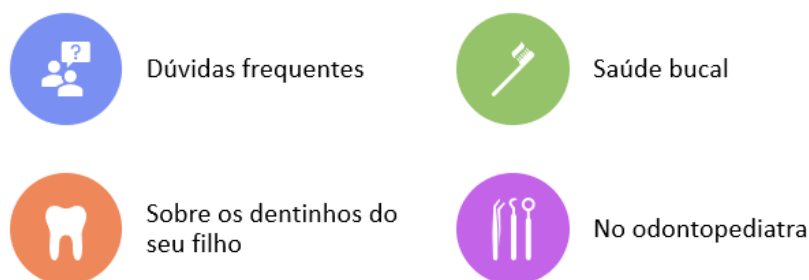 ?
Dúvidas frequentes
Saúde bucal
Sobre os dentinhos do
seu filho
No odontopediatra